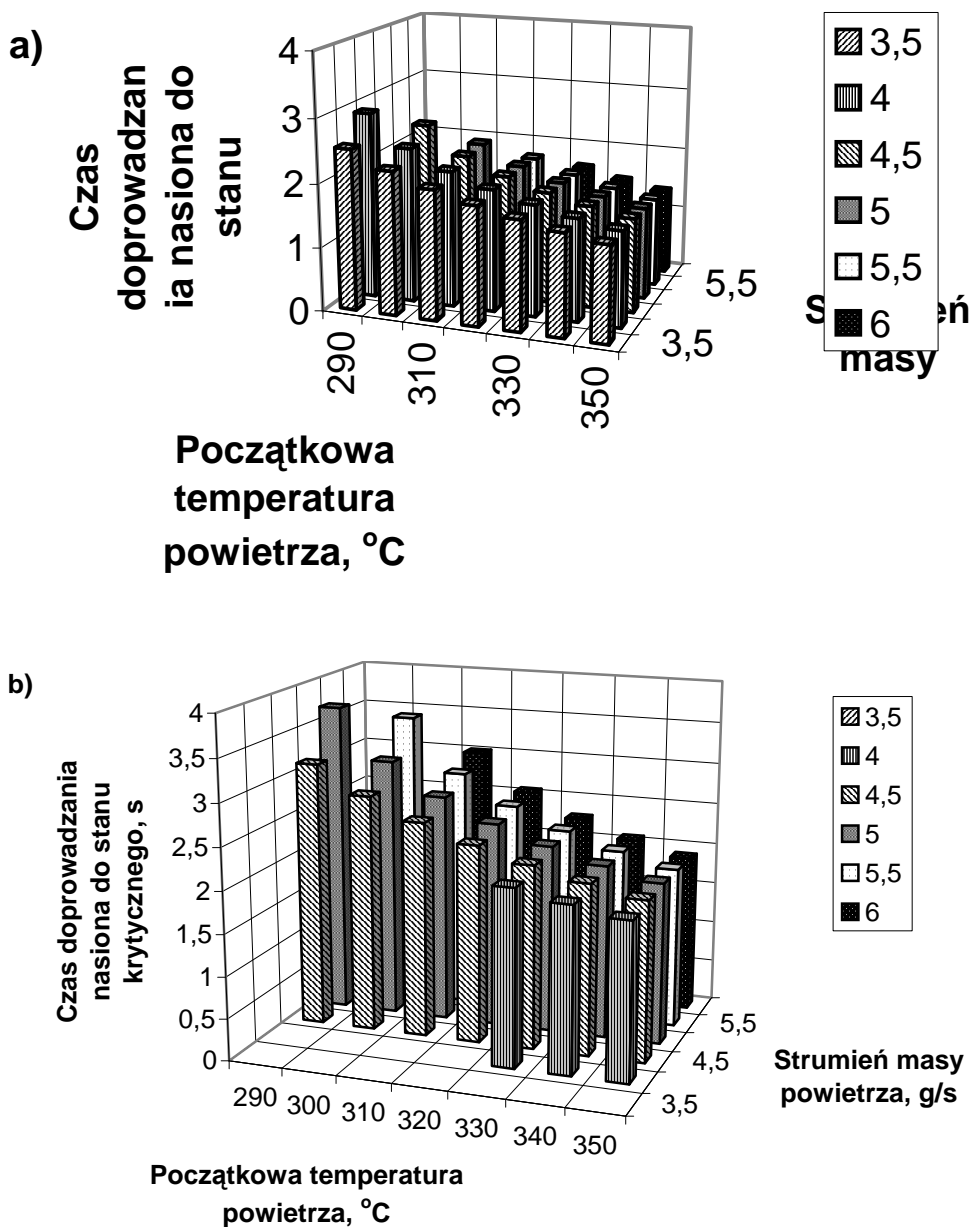 a)
Czas
doprowadzan
ia nasiona do
stanu
4
3
2
1
0
290
310
330
350
3,5
5,5
Początkowa
temperatura
powietrza, °C
masy
3,5
4
4,5
5
5,5
6
b)
Czas doprowadzania
nasiona do stanu
krytycznego, s
4
3,5
3
2,5
2
1,5
1
0,5
0
290
300
310
320
330
340
350
3,5
4,5
5,5
Początkowa temperatura
powietrza, °C
Strumień masy
powietrza, g/s
3,5
4
4,5
5
5,5
6